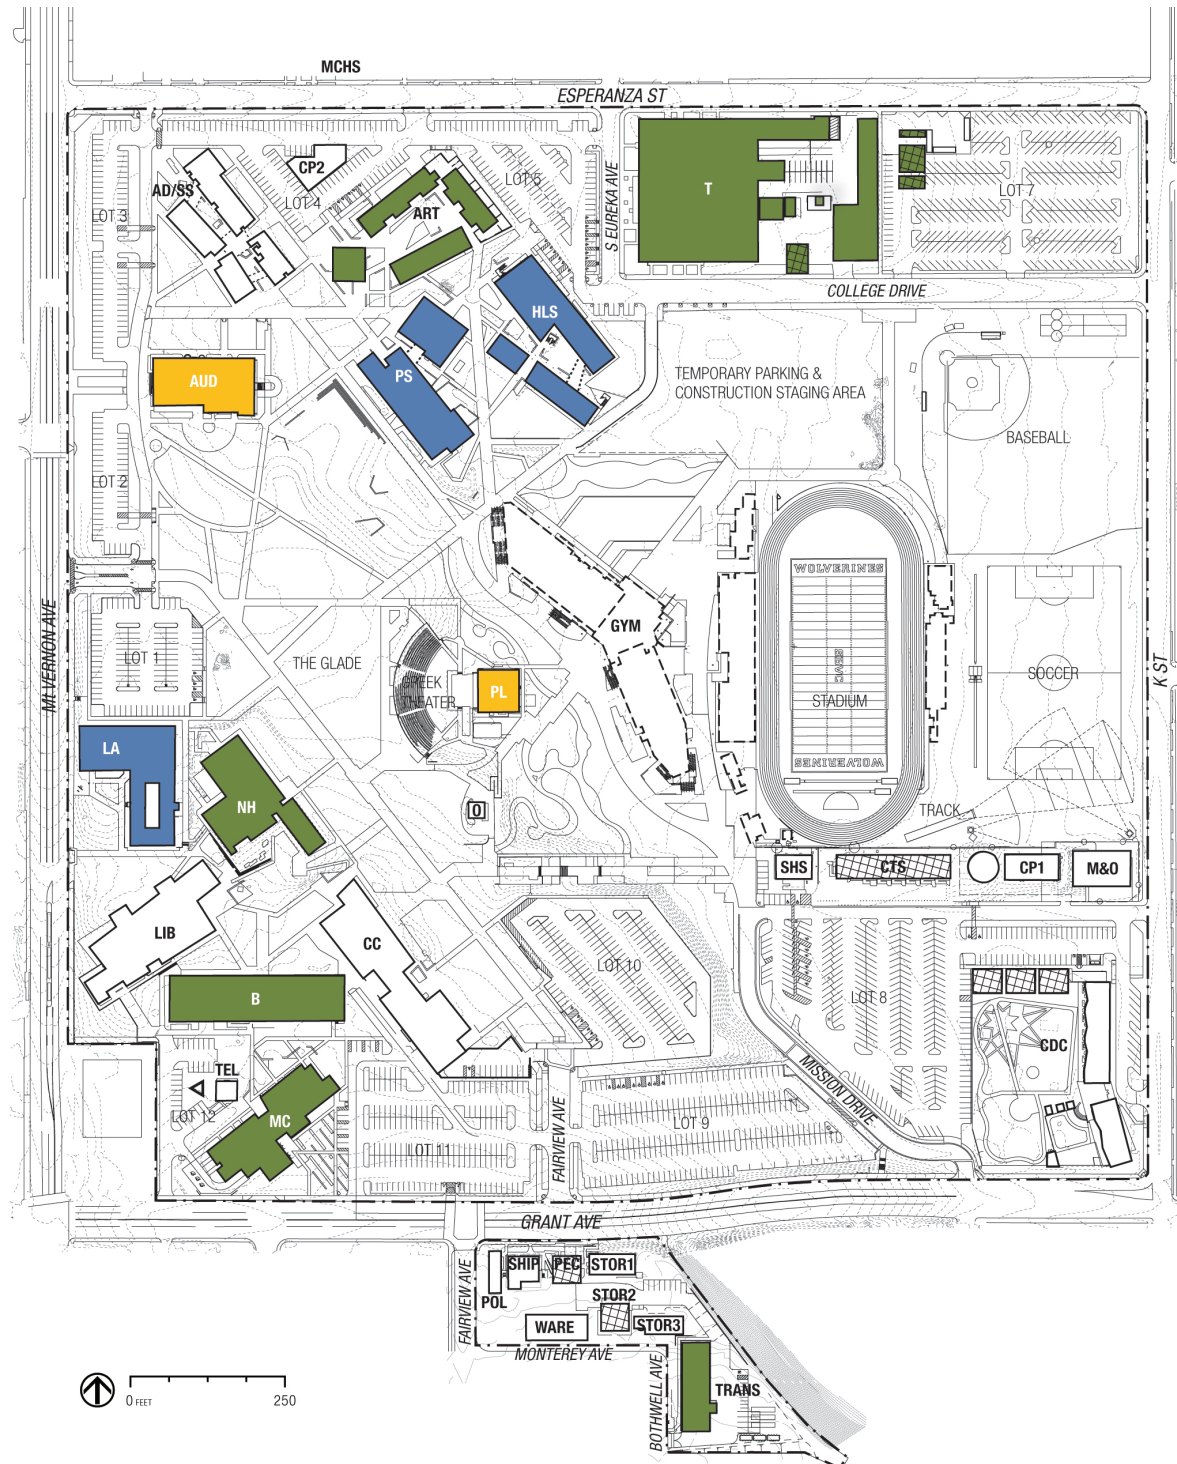 MCHS
ESPERANZA ST
CP2
AD/SS
LOT 5
LOT 4
LOT 3
ART
T
S EUREKA AVE
LOT 7
COLLEGE DRIVE
HLS
PS
AUD
TEMPORARY PARKING &
CONSTRUCTION STAGING AREA
BASEBALL
LOT 2
WOLVERINES
GYM
Mt VERNON AVE
LOT 1
THE GLADE
GREEK
THEATER
PL
SBVC
STADIUM
SOCCER
K ST
LA
WOLVERINES
NH
O
TRACK
SHS
CTS
CP1
M&O
LIB
CC
LOT 10
LOT 8
B
CDC
TEL
LOT 12
MC
MISSION DRIVE
LOT 9
LOT 11
FAIRVIEW AVE
GRANT AVE
SHIP
PEC
STOR1
POL
STOR2
FAIRVIEW AVE
WARE
STOR3
MONTEREY AVE
BOTHWELL AVE
TRANS
0 FEET
250